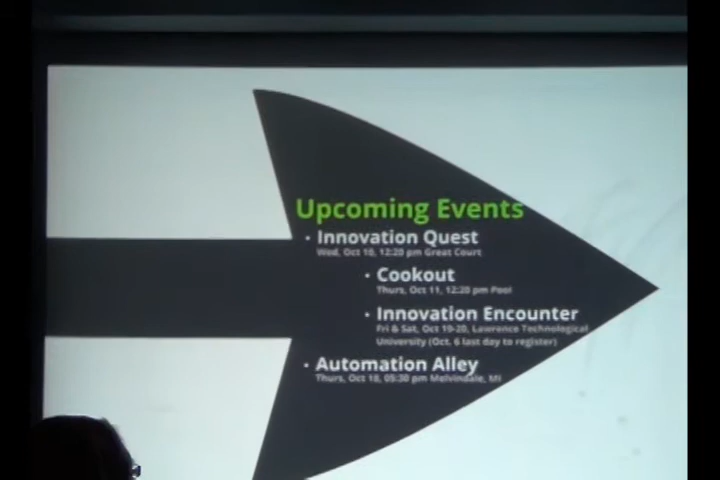 Upcoming Events
· Innovation Quest
Wed, Oct 10, 12:20 pm Great Court
· Cookout
Thurs, Oct 11, 12:20 pm Pool
· Innovation Encounter
Fri & Sat, Oct 19-20, Lawrence Technological
University (Oct. 6 last day to register)
· Automation Alley
Thurs, Oct 18, 05:30 pm Melvindale, MI